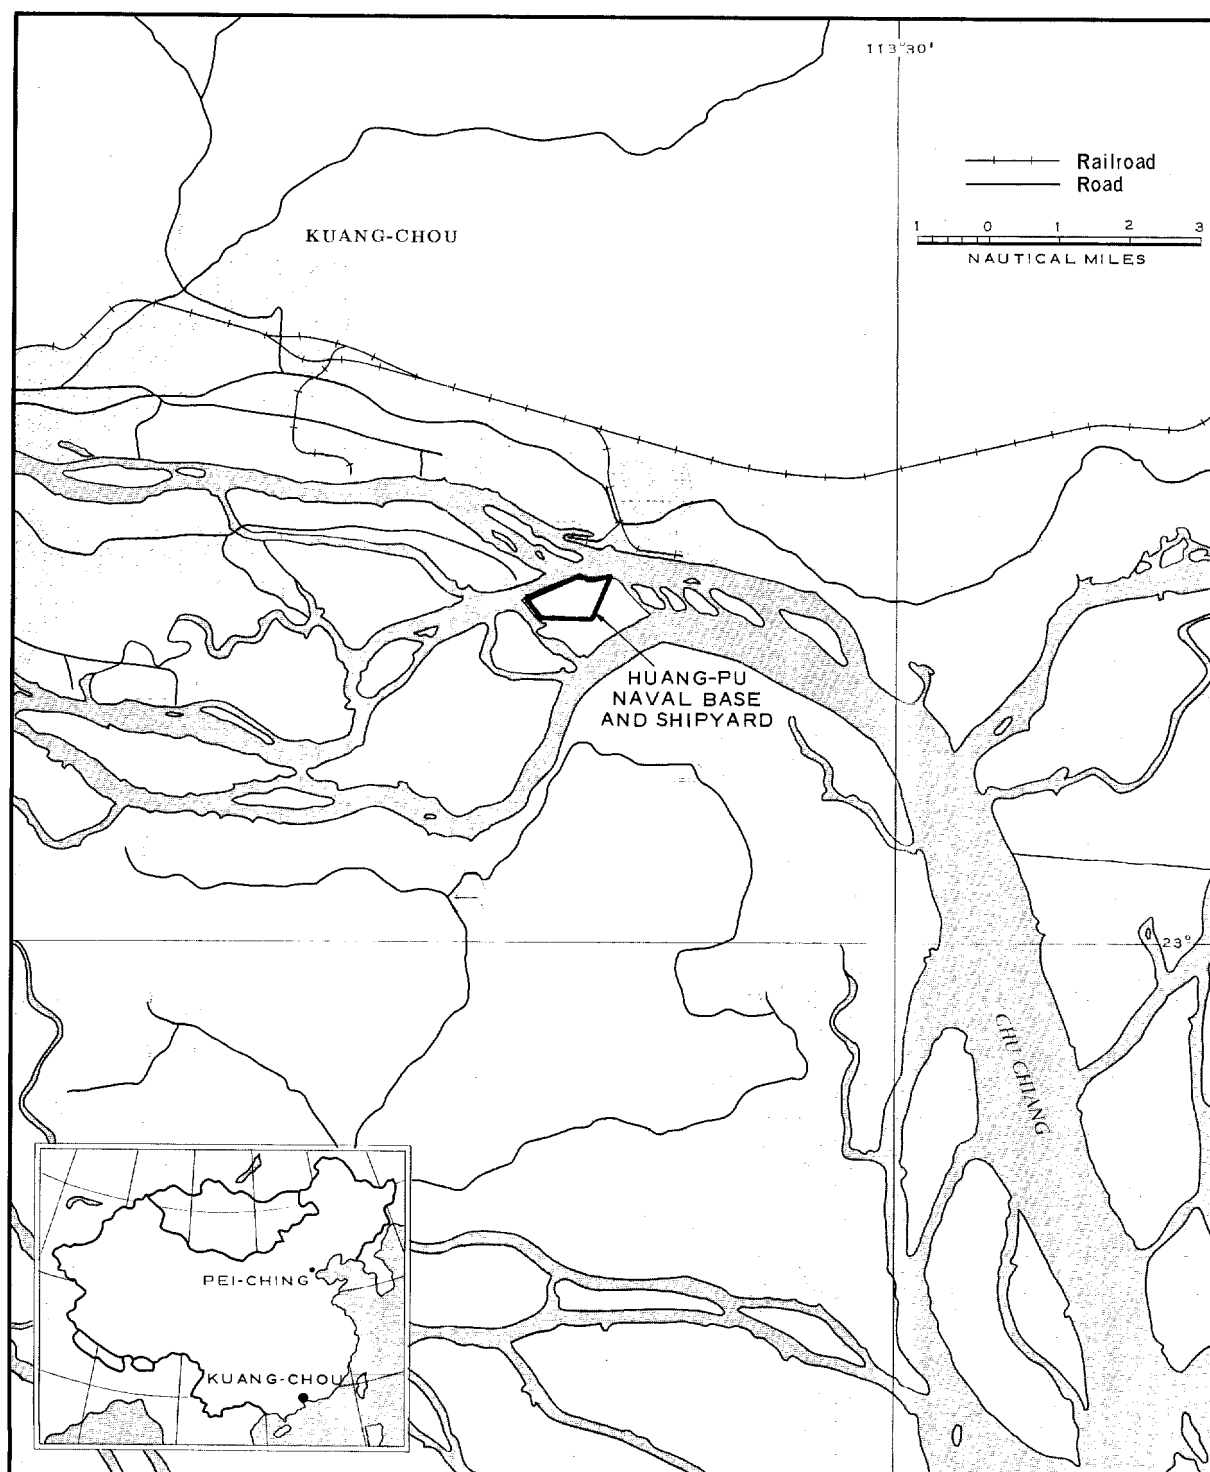 113°30'
Railroad
Road
KUANG-CHOU
1 0 1 2 3
NAUTICAL MILES
HUANG-PU
NAVAL BASE
AND SHIPYARD
23°
CHU CHIANG
PEI-CHING
KUANG-CHOU